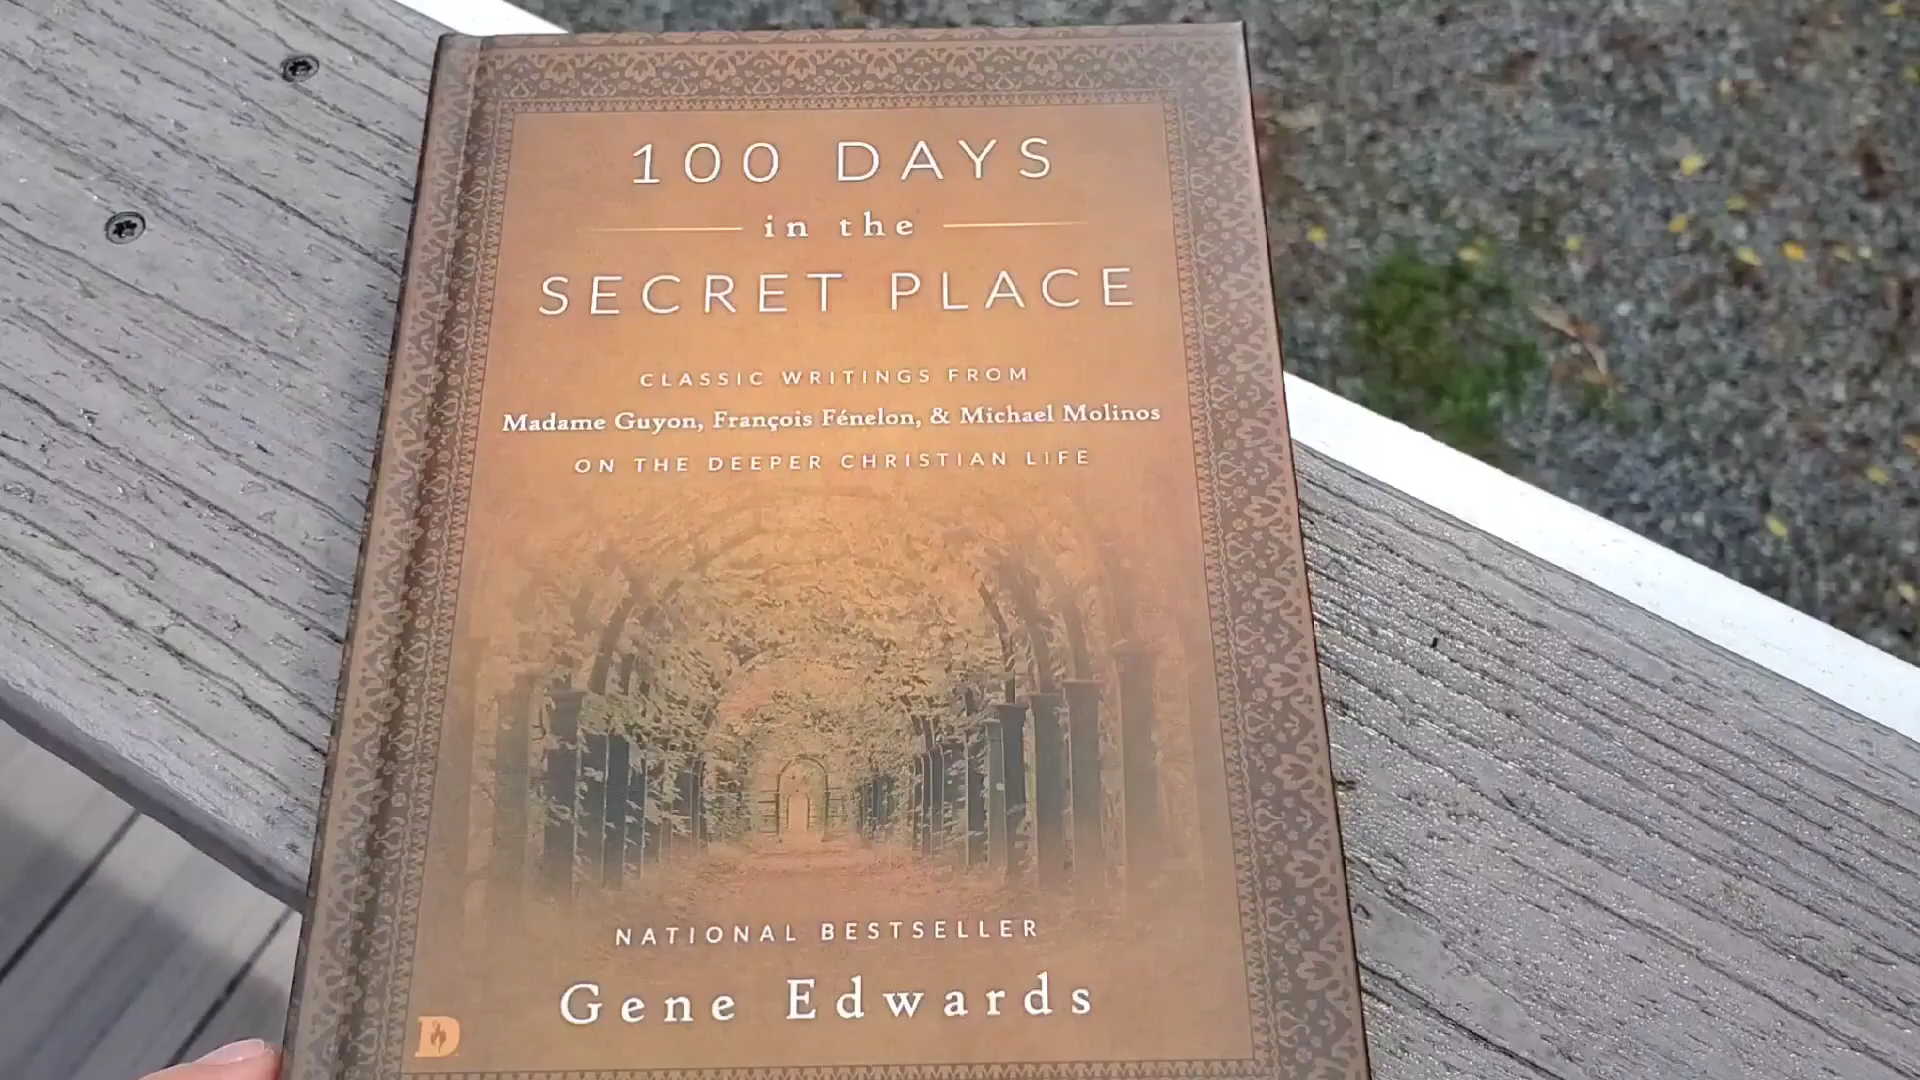 100 DAYS
in the
SECRET PLACE
CLASSIC WRITINGS FROM
Madame Guyon, François Fénelon, & Michael Molinos
ON THE DEEPER CHRISTIAN LIFE
NATIONAL BESTSELLER
Gene Edwards
D